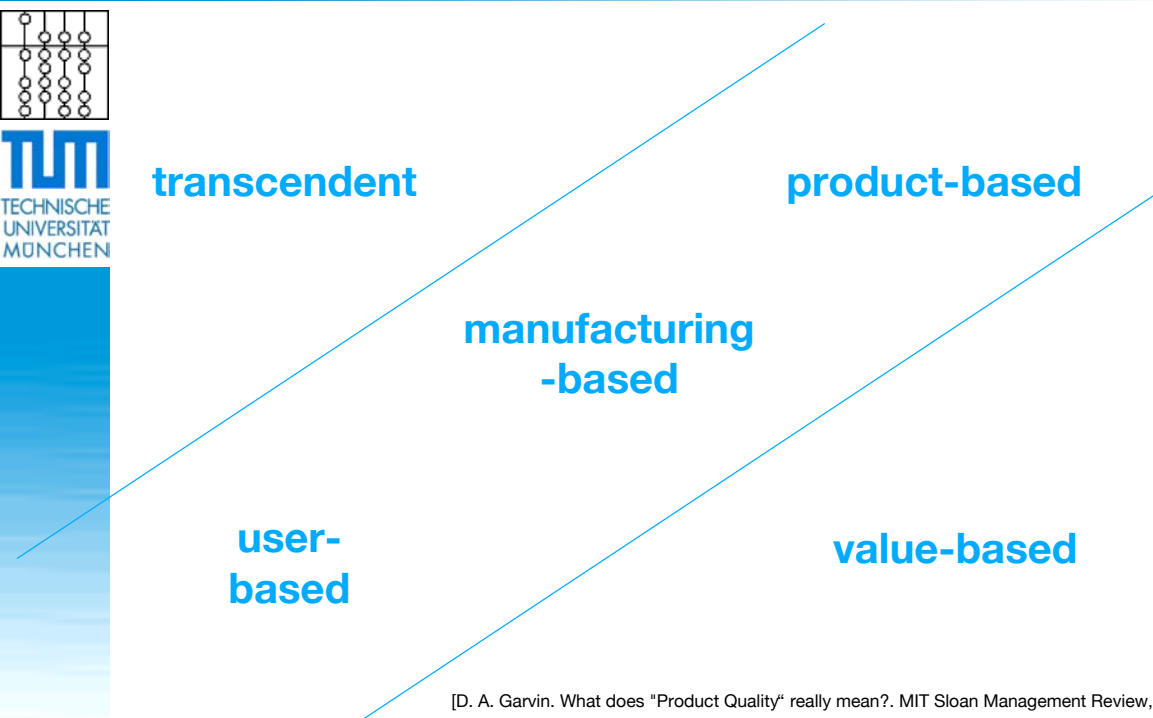 TUM
TECHNISCHE
UNIVERSITÄT
MÜNCHEN
transcendent
product-based
manufacturing
-based
user-
based
value-based
[D. A. Garvin. What does "Product Quality“ really mean?. MIT Sloan Management Review,